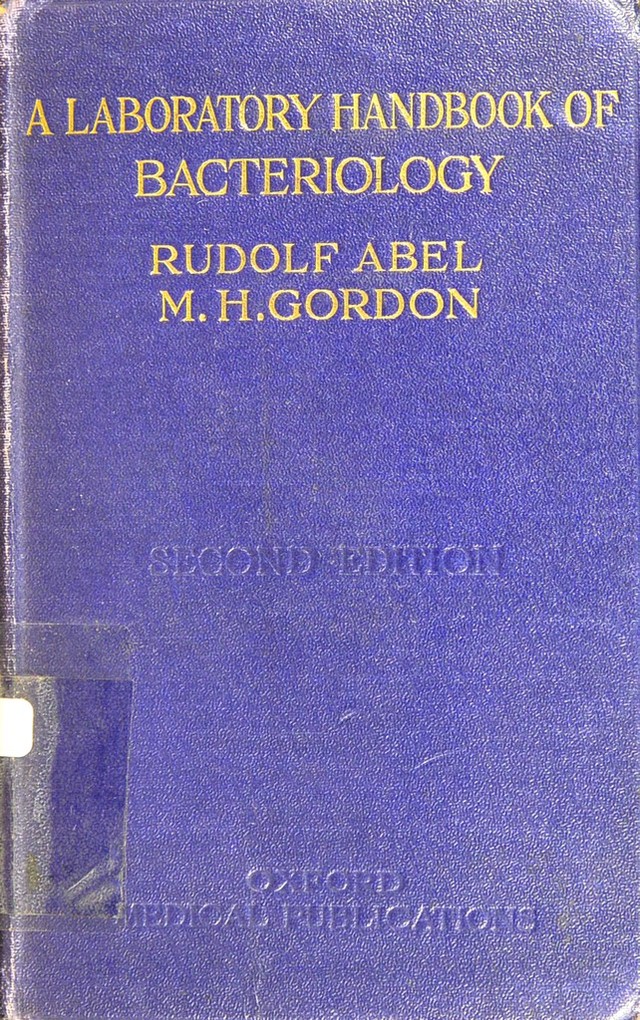 A LABORATORY HANDBOOK OF
BACTERIOLOGY
RUDOLF ABEL
M. H. GORDON
SECOND EDITION
OXFORD
MEDICAL PUBLICATIONS